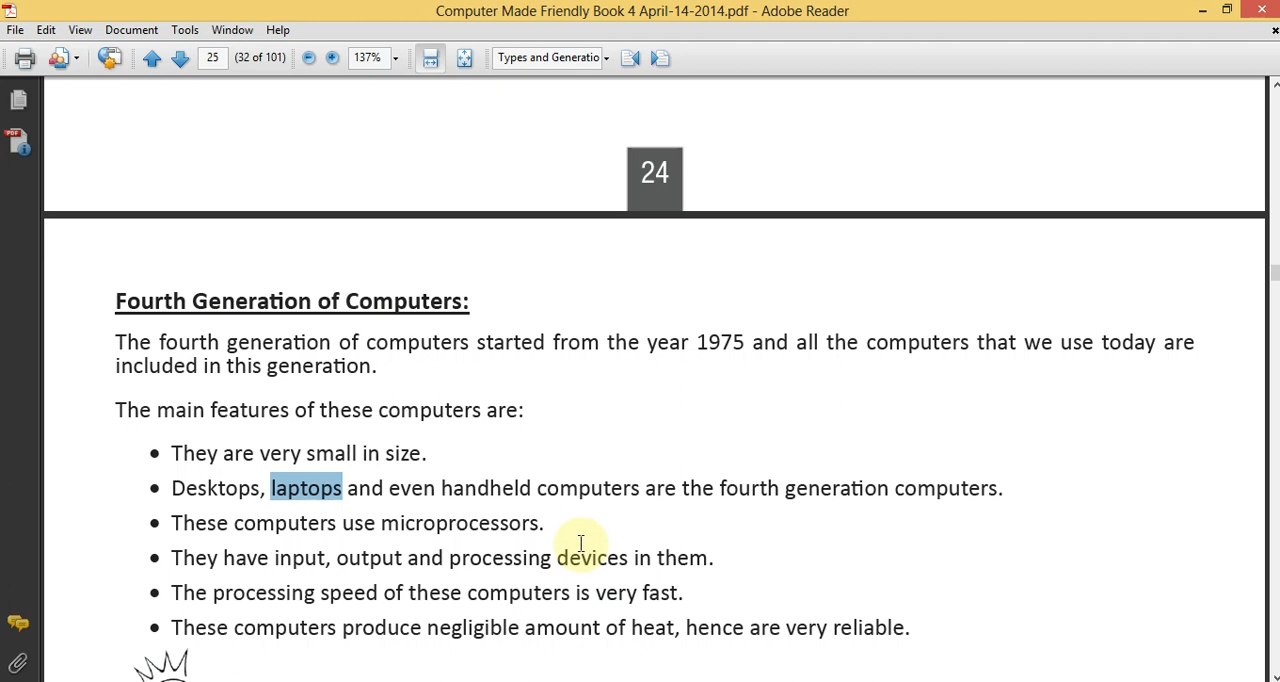 Computer Made Friendly Book 4 April-14-2014.pdf - Adobe Reader
File Edit View Document Tools Window Help
25 (32 of 101) 137% Types and Generatio
24
Fourth Generation of Computers:
The fourth generation of computers started from the year 1975 and all the computers that we use today are
included in this generation.
The main features of these computers are:
• They are very small in size.
• Desktops, laptops and even handheld computers are the fourth generation computers.
• These computers use microprocessors.
• They have input, output and processing devices in them.
• The processing speed of these computers is very fast.
• These computers produce negligible amount of heat, hence are very reliable.